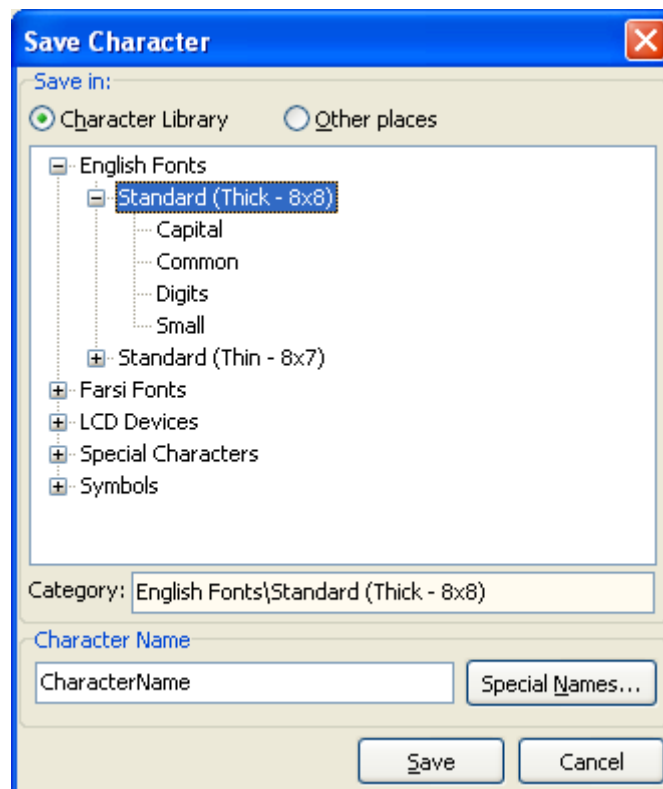 Save Character
Save in:
Character Library Other places
English Fonts
Standard (Thick - 8x8)
Capital
Common
Digits
Small
Standard (Thin - 8x7)
Farsi Fonts
LCD Devices
Special Characters
Symbols
Category: English Fonts\Standard (Thick - 8x8)
Character Name
CharacterName Special Names...
Save Cancel